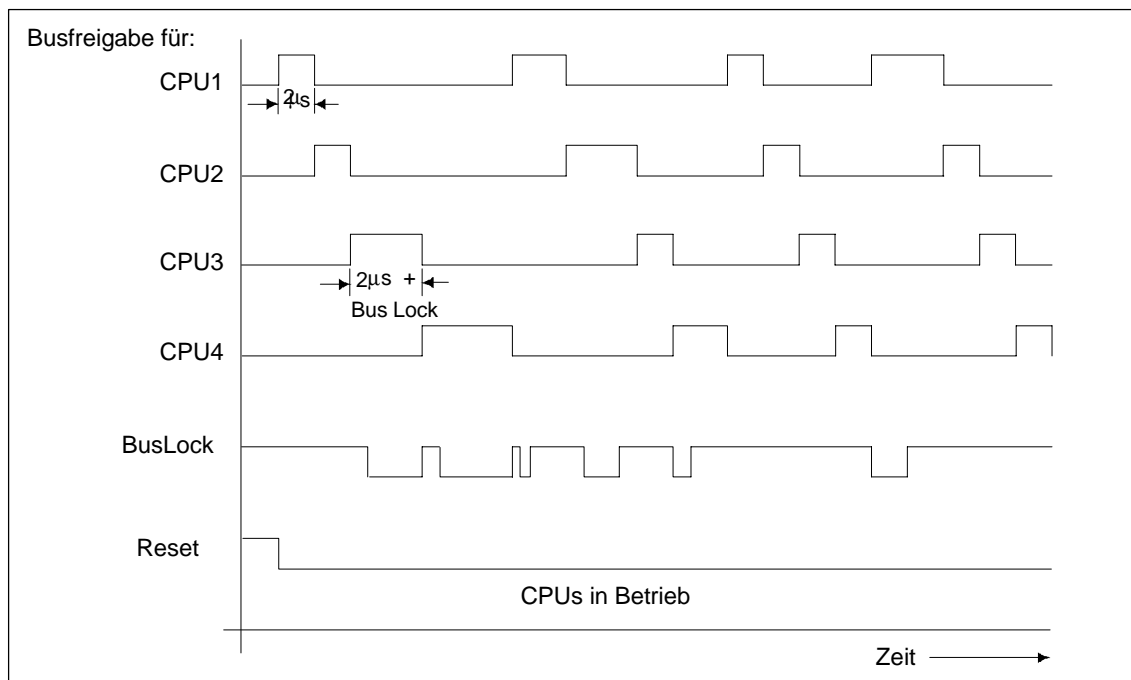 Busfreigabe für:
CPU1
2µs
CPU2
CPU3
2µs +
Bus Lock
CPU4
BusLock
Reset
CPUs in Betrieb
Zeit